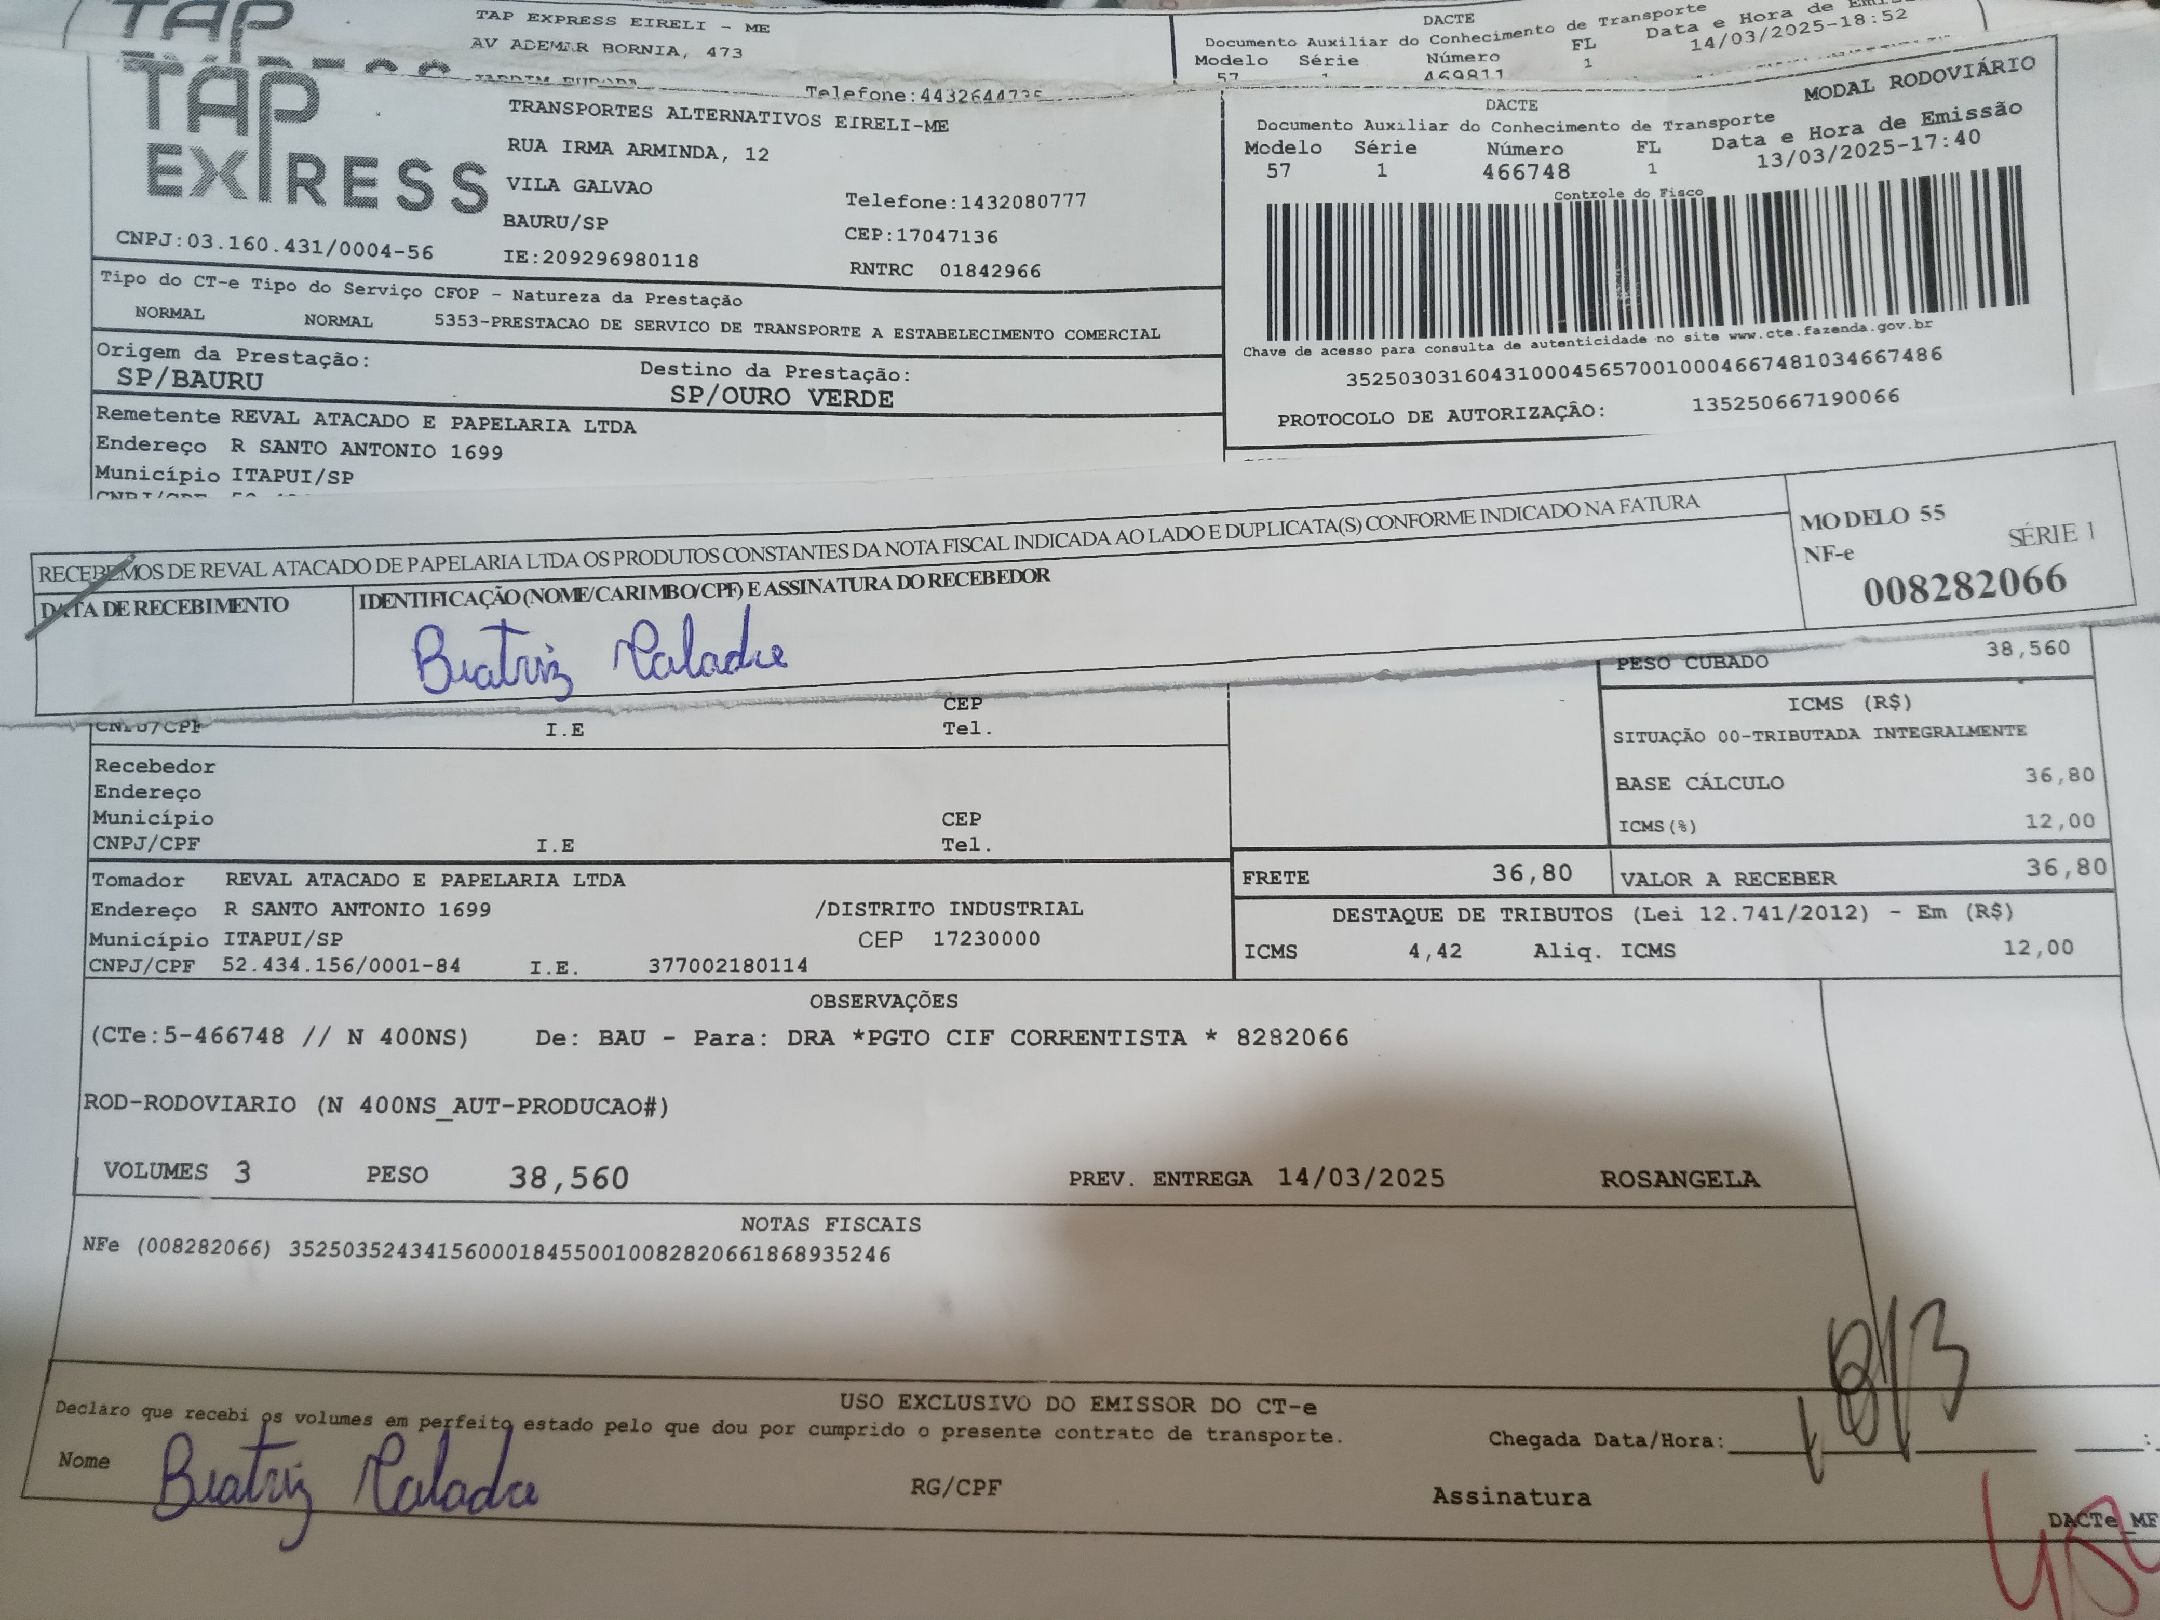 TAP
TAP EXPRESS EIRELI - ME
AV ADEMAR BORNIA, 473
JARDIM EUROPA
Telefone:4432644735
DACTE
Documento Auxiliar do Conhecimento de Transporte
Modelo Série Número FL Data e Hora de
57 1 469811 1 14/03/2025-18:52
TAP
EXPRESS
CNPJ:03.160.431/0004-56
TRANSPORTES ALTERNATIVOS EIRELI-ME
RUA IRMA ARMINDA, 12
VILA GALVAO
BAURU/SP
IE:209296980118
Telefone:1432080777
CEP:17047136
RNTRC 01842966
MODAL RODOVIÁRIO
DACTE
Documento Auxiliar do Conhecimento de Transporte
Modelo Série Número FL Data e Hora de Emissão
57 1 466748 1 13/03/2025-17:40
Controle do Fisco
Chave de acesso para consulta de autenticidade no site www.cte.fazenda.gov.br
35250303160431000456570010004667481034667486
PROTOCOLO DE AUTORIZAÇÃO: 135250667190066
Tipo do CT-e Tipo do Serviço CFOP - Natureza da Prestação
NORMAL NORMAL 5353-PRESTACAO DE SERVICO DE TRANSPORTE A ESTABELECIMENTO COMERCIAL
Origem da Prestação: Destino da Prestação:
SP/BAURU SP/OURO VERDE
Remetente REVAL ATACADO E PAPELARIA LTDA
Endereço R SANTO ANTONIO 1699
Município ITAPUI/SP
RECEBEMOS DE REVAL ATACADO DE PAPELARIA LTDA OS PRODUTOS CONSTANTES DA NOTA FISCAL INDICADA AO LADO E DUPLICATA(S) CONFORME INDICADO NA FATURA
DATA DE RECEBIMENTO IDENTIFICAÇÃO (NOME/CARIMBO/CPF) E ASSINATURA DO RECEBEDOR
Beatriz
MODELO 55
NF-e SÉRIE 1
008282066
PESO CUBADO 38,560
CEP
CNPJ/CPF I.E Tel.
Recebedor
Endereço
Município CEP
CNPJ/CPF I.E Tel.
ICMS (R$)
SITUAÇÃO 00-TRIBUTADA INTEGRALMENTE
BASE CÁLCULO 36,80
ICMS(%) 12,00
FRETE 36,80 VALOR A RECEBER 36,80
DESTAQUE DE TRIBUTOS (Lei 12.741/2012) - Em (R$)
ICMS 4,42 Aliq. ICMS 12,00
Tomador REVAL ATACADO E PAPELARIA LTDA
Endereço R SANTO ANTONIO 1699 /DISTRITO INDUSTRIAL
Município ITAPUI/SP CEP 17230000
CNPJ/CPF 52.434.156/0001-84 I.E. 377002180114
OBSERVAÇÕES
(CTe:5-466748 // N 400NS) De: BAU - Para: DRA *PGTO CIF CORRENTISTA * 8282066
ROD-RODOVIARIO (N 400NS_AUT-PRODUCAO#)
VOLUMES 3 PESO 38,560 PREV. ENTREGA 14/03/2025 ROSANGELA
NOTAS FISCAIS
NFe (008282066) 35250352434156000184550010082820661868935246
USO EXCLUSIVO DO EMISSOR DO CT-e
Declaro que recebi os volumes em perfeito estado pelo que dou por cumprido o presente contrato de transporte.
Chegada Data/Hora:
Nome Beatriz RG/CPF Assinatura
DACTe_MF